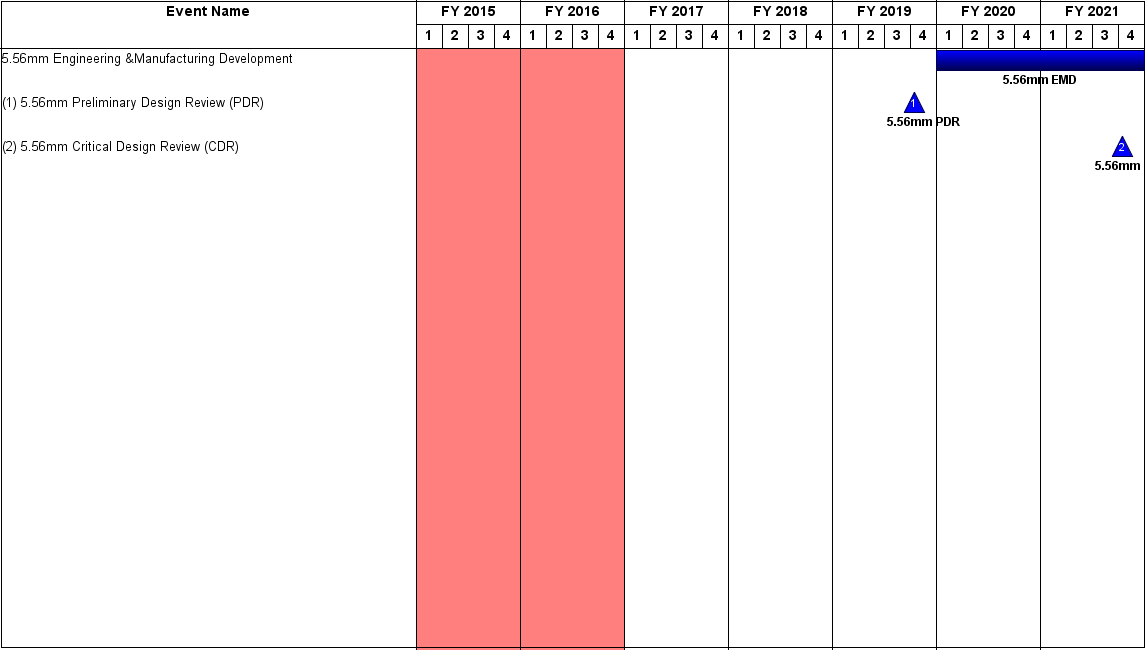 Event Name FY 2015 FY 2016 FY 2017 FY 2018 FY 2019 FY 2020 FY 2021
1 2 3 4 1 2 3 4 1 2 3 4 1 2 3 4 1 2 3 4 1 2 3 4 1 2 3 4
5.56mm Engineering &Manufacturing Development
5.56mm EMD
(1) 5.56mm Preliminary Design Review (PDR) 1
5.56mm PDR
(2) 5.56mm Critical Design Review (CDR) 2
5.56mm